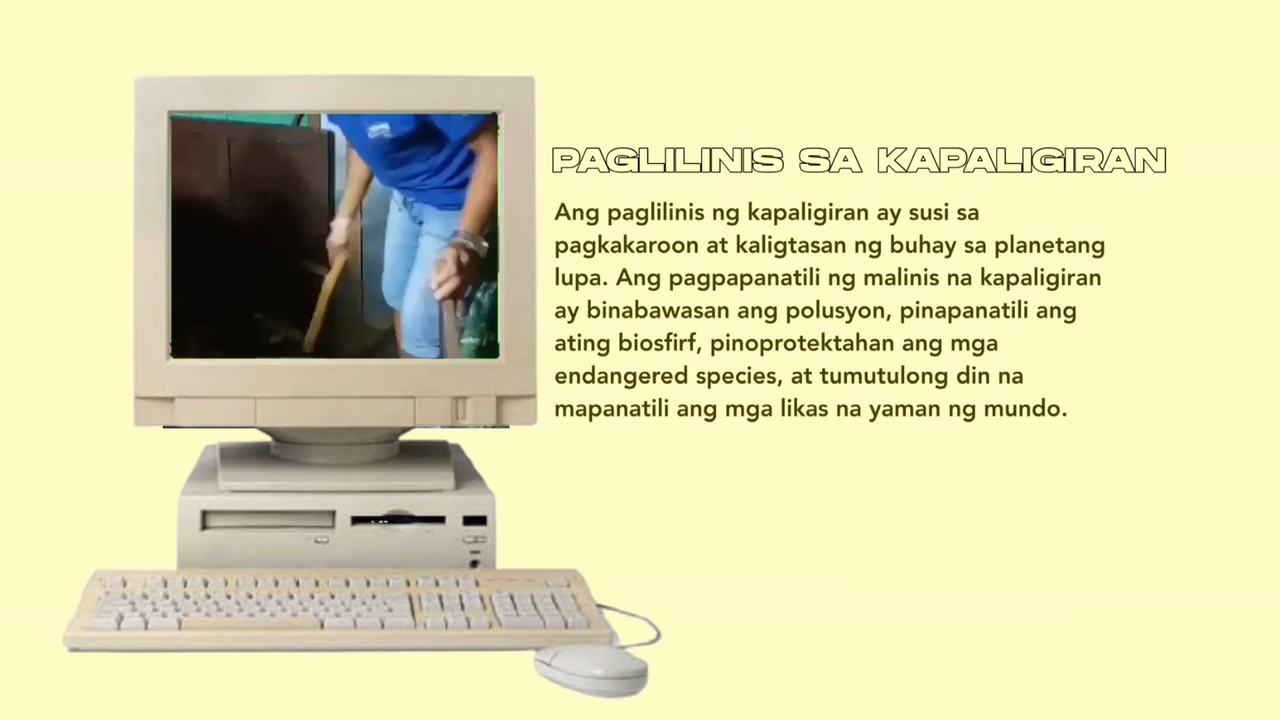 PAGLILINIS SA KAPALIGIRAN
Ang paglilinis ng kapaligiran ay susi sa
pagkakaroon at kaligtasan ng buhay sa planetang
lupa. Ang pagpapanatili ng malinis na kapaligiran
ay binabawasan ang polusyon, pinapanatili ang
ating biosfirf, pinoprotektahan ang mga
endangered species, at tumutulong din na
mapanatili ang mga likas na yaman ng mundo.